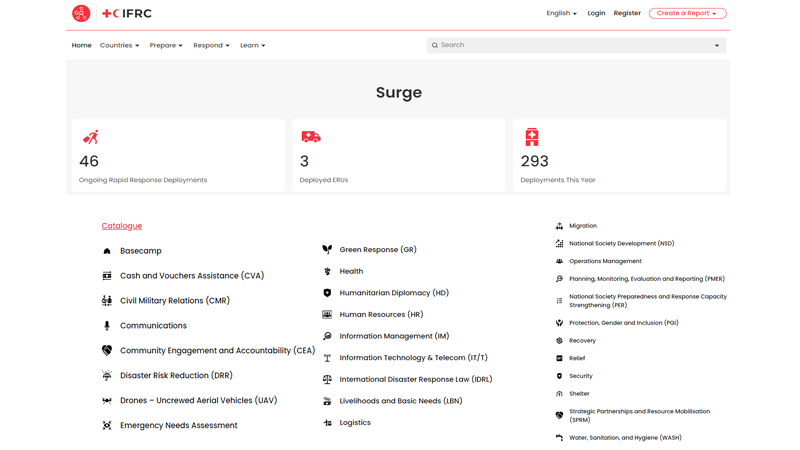 IFRC
English
Login
Register
Create a Report
Home
Countries
Prepare
Respond
Learn
Search
Surge
46
Ongoing Rapid Response Deployments
3
Deployed ERUs
293
Deployments This Year
Catalogue
Basecamp
Cash and Vouchers Assistance (CVA)
Civil Military Relations (CMR)
Communications
Community Engagement and Accountability (CEA)
Disaster Risk Reduction (DRR)
Drones – Uncrewed Aerial Vehicles (UAV)
Emergency Needs Assessment
Green Response (GR)
Health
Humanitarian Diplomacy (HD)
Human Resources (HR)
Information Management (IM)
Information Technology & Telecom (IT/T)
International Disaster Response Law (IDRL)
Livelihoods and Basic Needs (LBN)
Logistics
Migration
National Society Development (NSD)
Operations Management
Planning, Monitoring, Evaluation and Reporting (PMER)
National Society Preparedness and Response Capacity
Strengthening (PER)
Protection, Gender and Inclusion (PGI)
Recovery
Relief
Security
Shelter
Strategic Partnerships and Resource Mobilisation
(SPRM)
Water, Sanitation, and Hygiene (WASH)